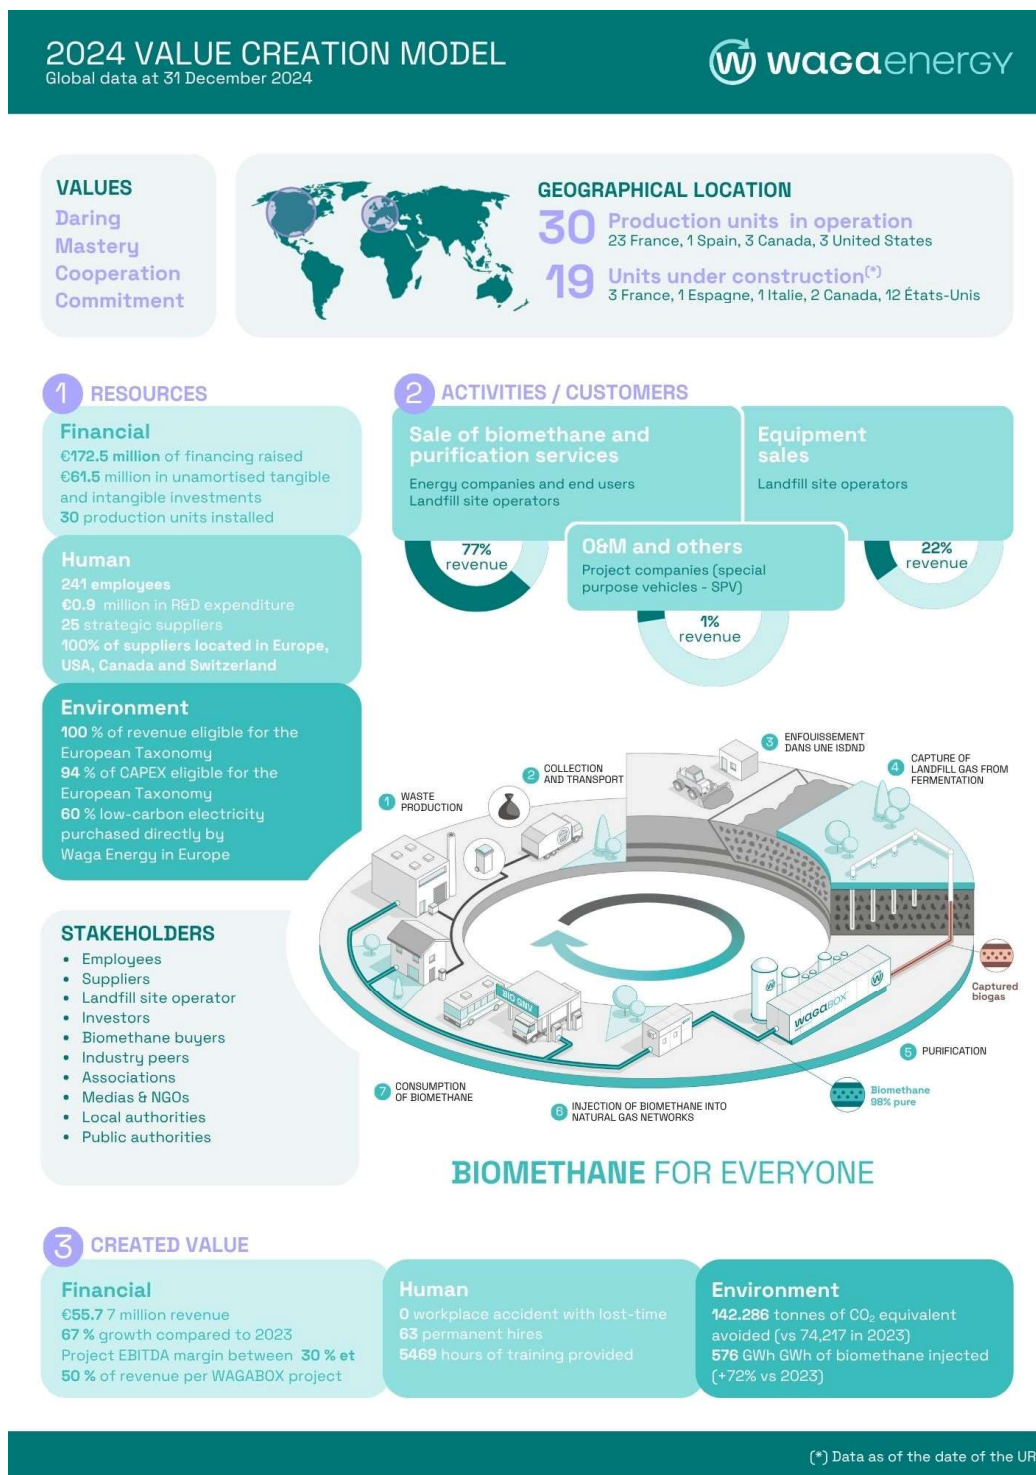 2024 VALUE CREATION MODEL
Global data at 31 December 2024
wagaenergy
VALUES
Daring
Mastery
Cooperation
Commitment
GEOGRAPHICAL LOCATION
30 Production units in operation
23 France, 1 Spain, 3 Canada, 3 United States
19 Units under construction(*)
3 France, 1 Espagne, 1 Italie, 2 Canada, 12 États-Unis
1 RESOURCES
Financial
€172.5 million of financing raised
€61.5 million in unamortised tangible
and intangible investments
30 production units installed
Human
241 employees
€0.9 million in R&D expenditure
25 strategic suppliers
100% of suppliers located in Europe,
USA, Canada and Switzerland
Environment
100 % of revenue eligible for the
European Taxonomy
94 % of CAPEX eligible for the
European Taxonomy
60 % low-carbon electricity
purchased directly by
Waga Energy in Europe
STAKEHOLDERS
• Employees
• Suppliers
• Landfill site operator
• Investors
• Biomethane buyers
• Industry peers
• Associations
• Medias & NGOs
• Local authorities
• Public authorities
2 ACTIVITIES / CUSTOMERS
Sale of biomethane and
purification services
Energy companies and end users
Landfill site operators
77%
revenue
Equipment
sales
Landfill site operators
22%
revenue
O&M and others
Project companies (special
purpose vehicles - SPV)
1%
revenue
1 WASTE
PRODUCTION
2 COLLECTION
AND TRANSPORT
3 ENFOUISSEMENT
DANS UNE ISDND
4 CAPTURE OF
LANDFILL GAS FROM
FERMENTATION
Captured
biogas
WAGABOX
5 PURIFICATION
Biomethane
98% pure
6 INJECTION OF BIOMETHANE INTO
NATURAL GAS NETWORKS
BIO GNV
7 CONSUMPTION
OF BIOMETHANE
BIOMETHANE FOR EVERYONE
3 CREATED VALUE
Financial
€55.7 7 million revenue
67 % growth compared to 2023
Project EBITDA margin between 30 % et
50 % of revenue per WAGABOX project
Human
0 workplace accident with lost-time
63 permanent hires
5469 hours of training provided
Environment
142.286 tonnes of CO₂ equivalent
avoided (vs 74,217 in 2023)
576 GWh GWh of biomethane injected
(+72% vs 2023)
(*) Data as of the date of the UR